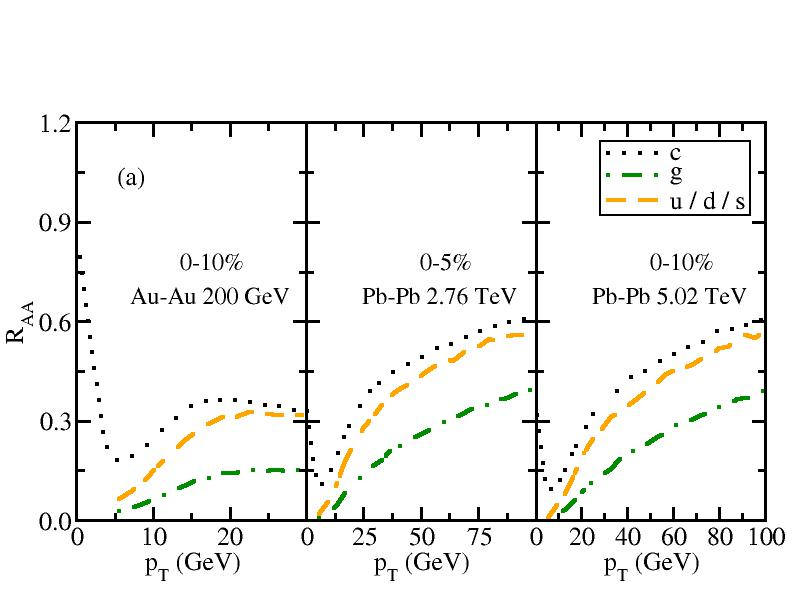 1.2
0.9
0.6
0.3
0.0
R_AA
(a)
0-10%
Au-Au 200 GeV
0-5%
Pb-Pb 2.76 TeV
c
g
u / d / s
0-10%
Pb-Pb 5.02 TeV
0 10 20 0 25 50 75 0 20 40 60 80 100
p_T (GeV) p_T (GeV) p_T (GeV)